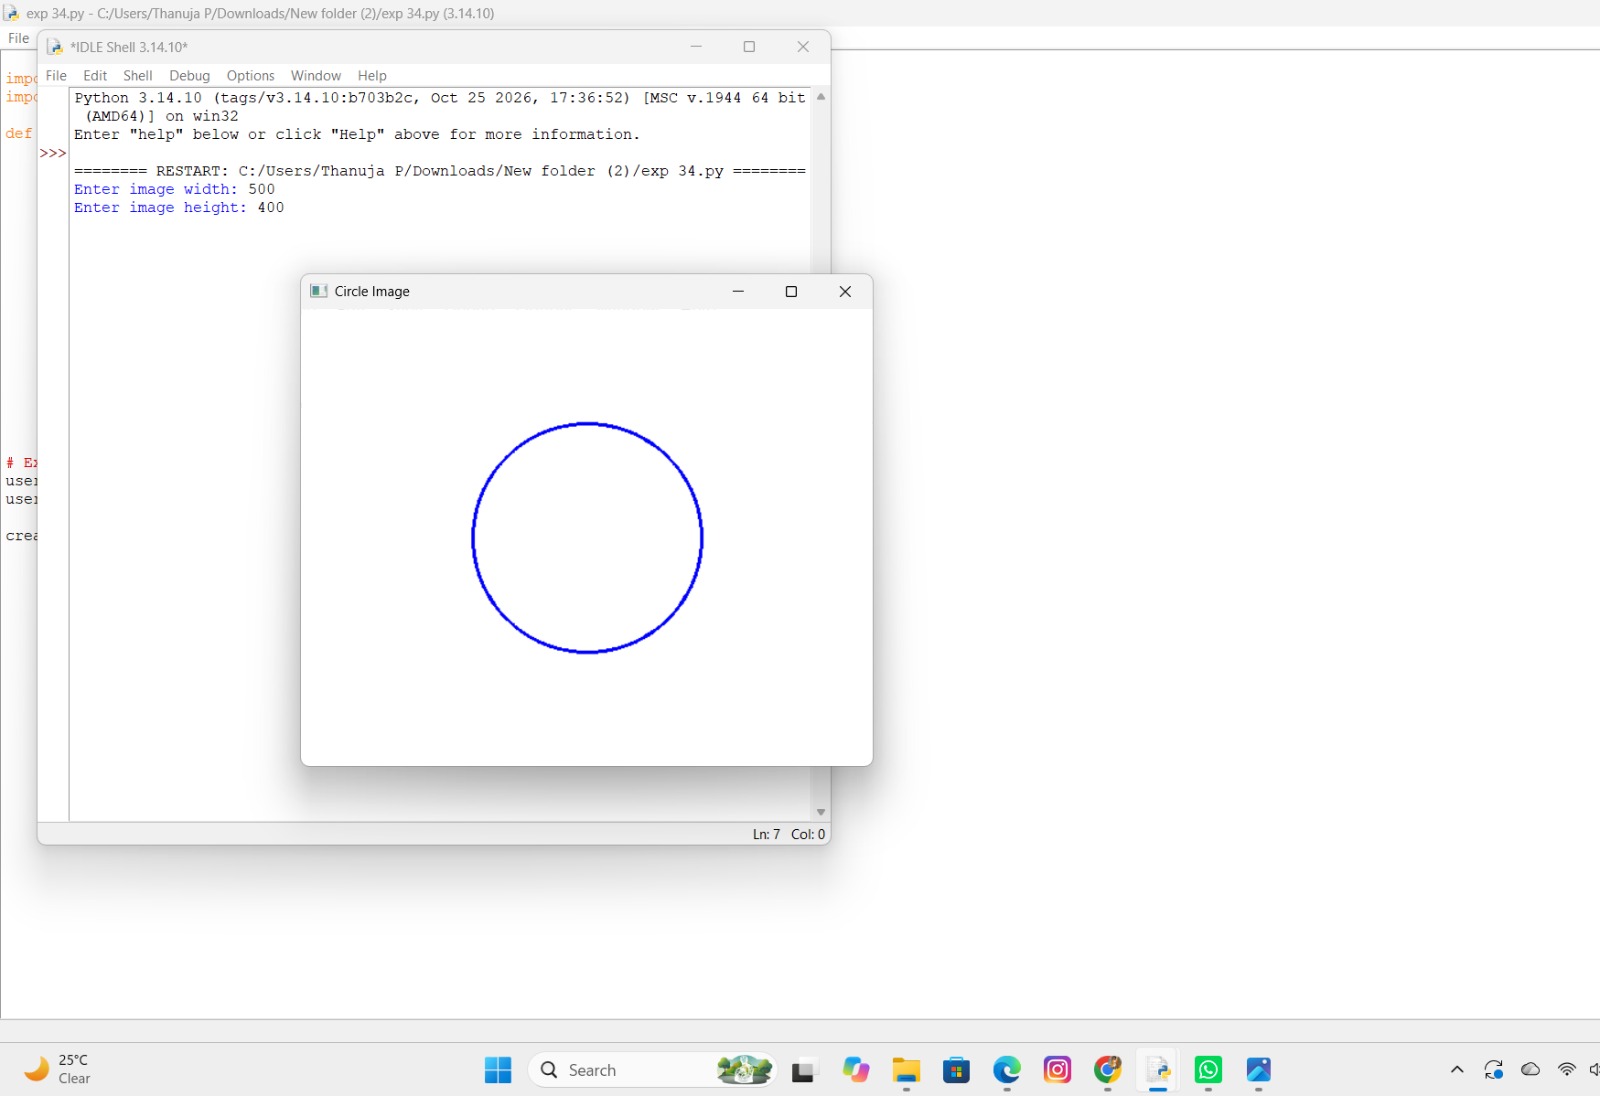 exp 34.py - C:/Users/Thanuja P/Downloads/New folder (2)/exp 34.py (3.14.10)
File
*IDLE Shell 3.14.10*
File Edit Shell Debug Options Window Help
Python 3.14.10 (tags/v3.14.10:b703b2c, Oct 25 2026, 17:36:52) [MSC v.1944 64 bit
(AMD64)] on win32
Enter "help" below or click "Help" above for more information.
>>>
======== RESTART: C:/Users/Thanuja P/Downloads/New folder (2)/exp 34.py ========
Enter image width: 500
Enter image height: 400
def
Circle Image
Ln: 7 Col: 0
25°C
Clear
Search